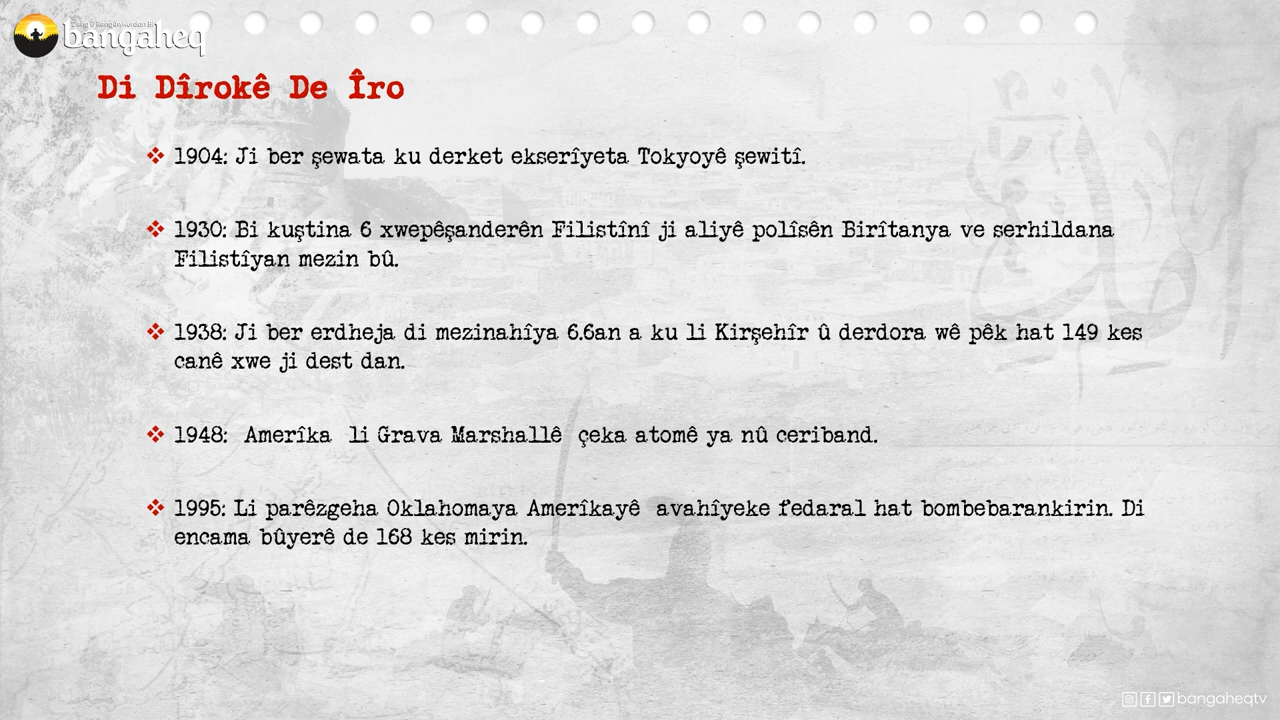 bangaheq
Di Dîrokê De Îro
❖ 1904: Ji ber şewata ku derket ekserîyeta Tokyoyê şewitî.
❖ 1930: Bi kuştina 6 xwepêşanderên Filistînî ji aliyê polîsên Birîtanya ve serhildana
Filistîyan mezin bû.
❖ 1938: Ji ber erdheja di mezinahîya 6.6an a ku li Kirşehîr û derdora wê pêk hat 149 kes
canê xwe ji dest dan.
❖ 1948: Amerîka li Grava Marshallê çeka atomê ya nû ceriband.
❖ 1995: Li parêzgeha Oklahomaya Amerîkayê avahîyeke fedaral hat bombebarankirin. Di
encama bûyerê de 168 kes mirin.
bangaheqtv